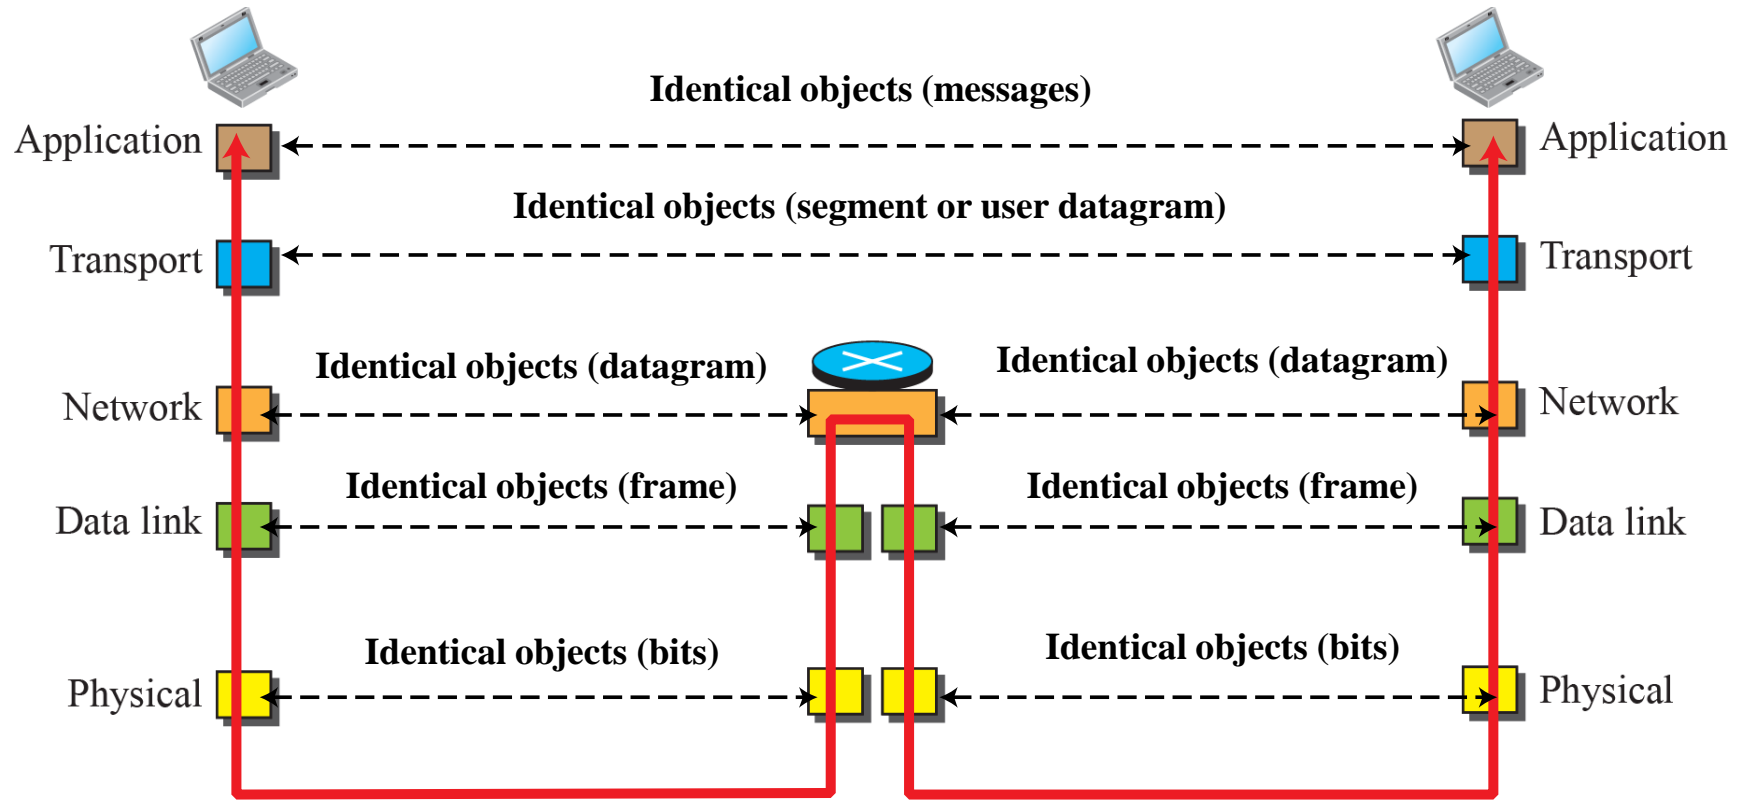 Identical objects (messages)
Application
Application
Identical objects (segment or user datagram)
Transport
Transport
Identical objects (datagram)
Identical objects (datagram)
Network
Network
Identical objects (frame)
Identical objects (frame)
Data link
Data link
Identical objects (bits)
Identical objects (bits)
Physical
Physical